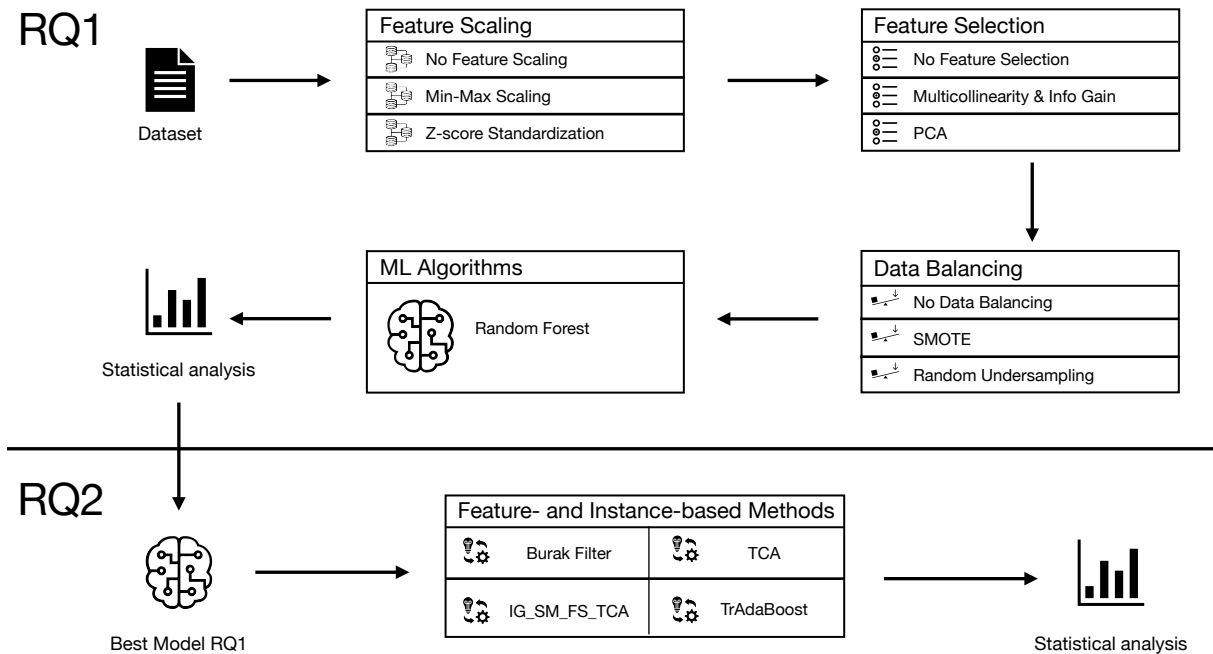 RQ1
Dataset
Feature Scaling
No Feature Scaling
Min-Max Scaling
Z-score Standardization
Feature Selection
No Feature Selection
Multicollinearity & Info Gain
PCA
Data Balancing
No Data Balancing
SMOTE
Random Undersampling
ML Algorithms
Random Forest
Statistical analysis
RQ2
Best Model RQ1
Feature- and Instance-based Methods
Burak Filter
TCA
IG_SM_FS_TCA
TrAdaBoost
Statistical analysis